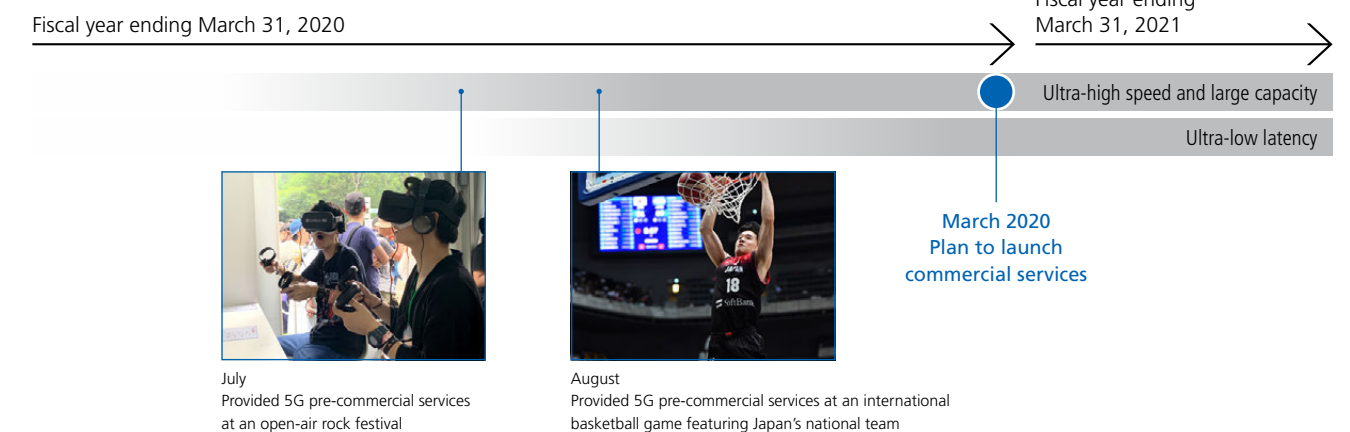 Fiscal year ending March 31, 2020
Fiscal year ending
March 31, 2021
Ultra-high speed and large capacity
Ultra-low latency
JAPAN
18
SoftBank
March 2020
Plan to launch
commercial services
July
Provided 5G pre-commercial services
at an open-air rock festival
August
Provided 5G pre-commercial services at an international
basketball game featuring Japan's national team